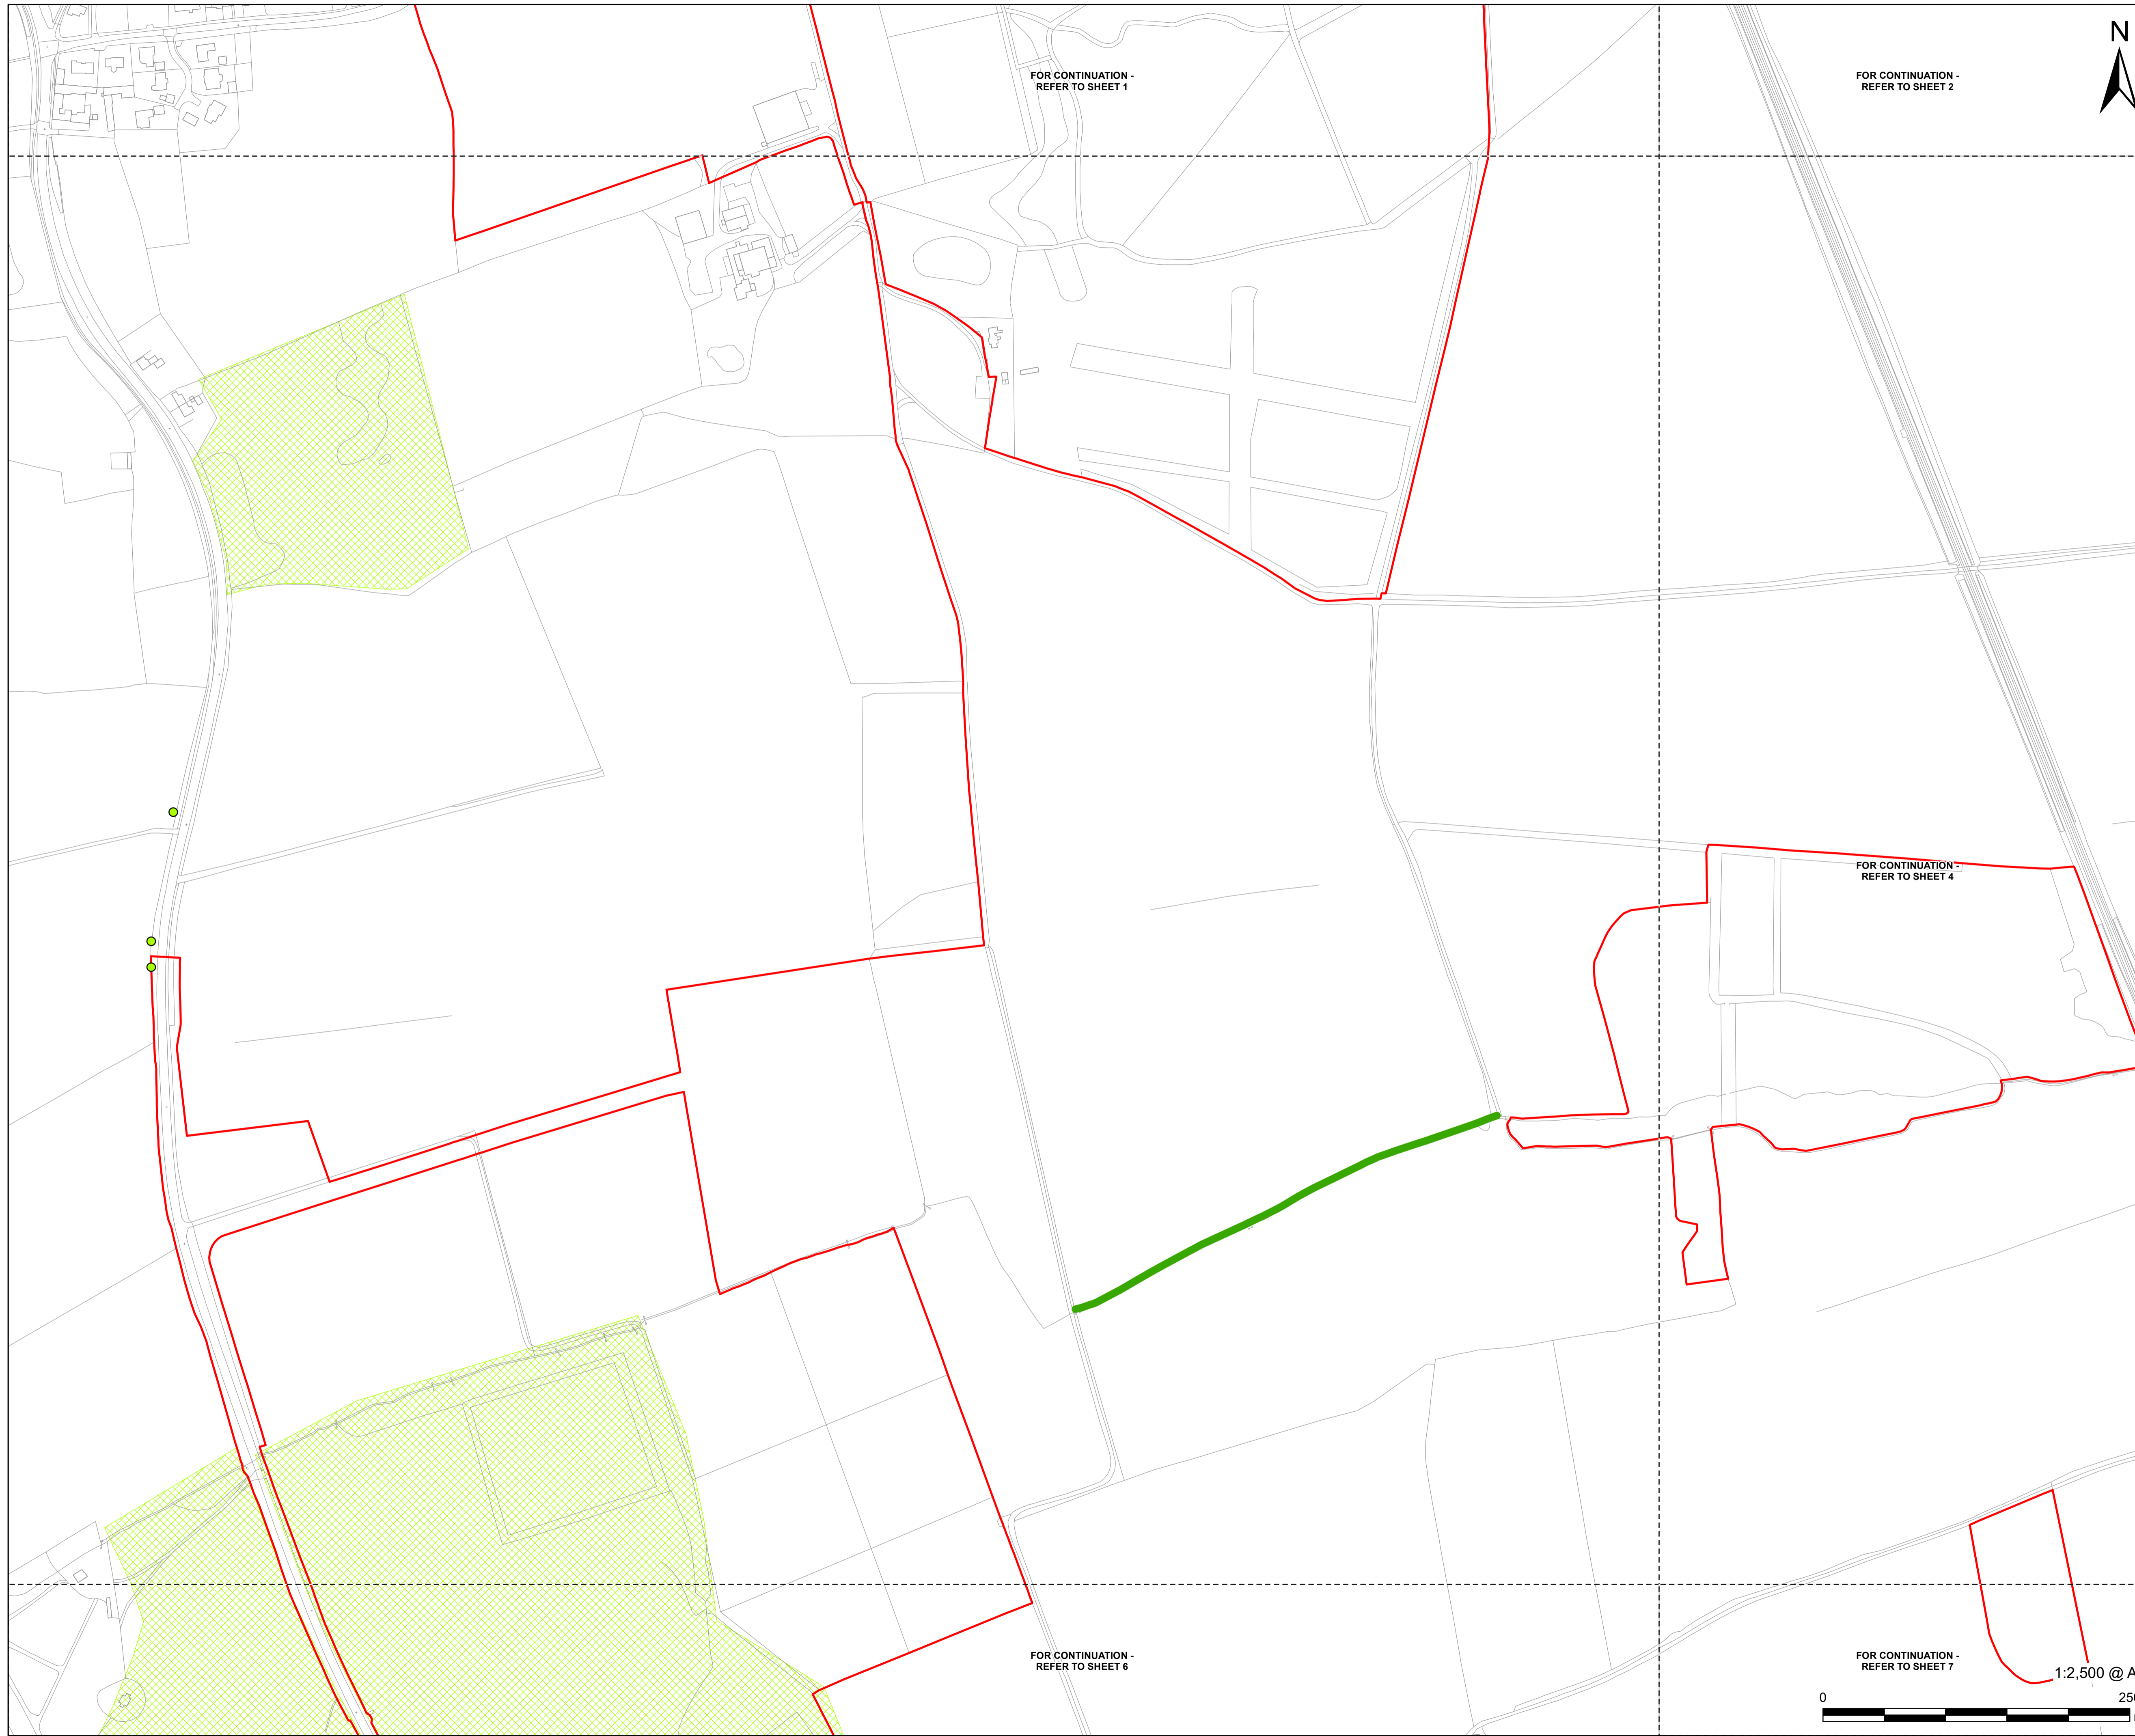 N
FOR CONTINUATION -
REFER TO SHEET 1
FOR CONTINUATION -
REFER TO SHEET 2
FOR CONTINUATION -
REFER TO SHEET 4
FOR CONTINUATION -
REFER TO SHEET 6
FOR CONTINUATION -
REFER TO SHEET 7
1:2,500 @ A
0